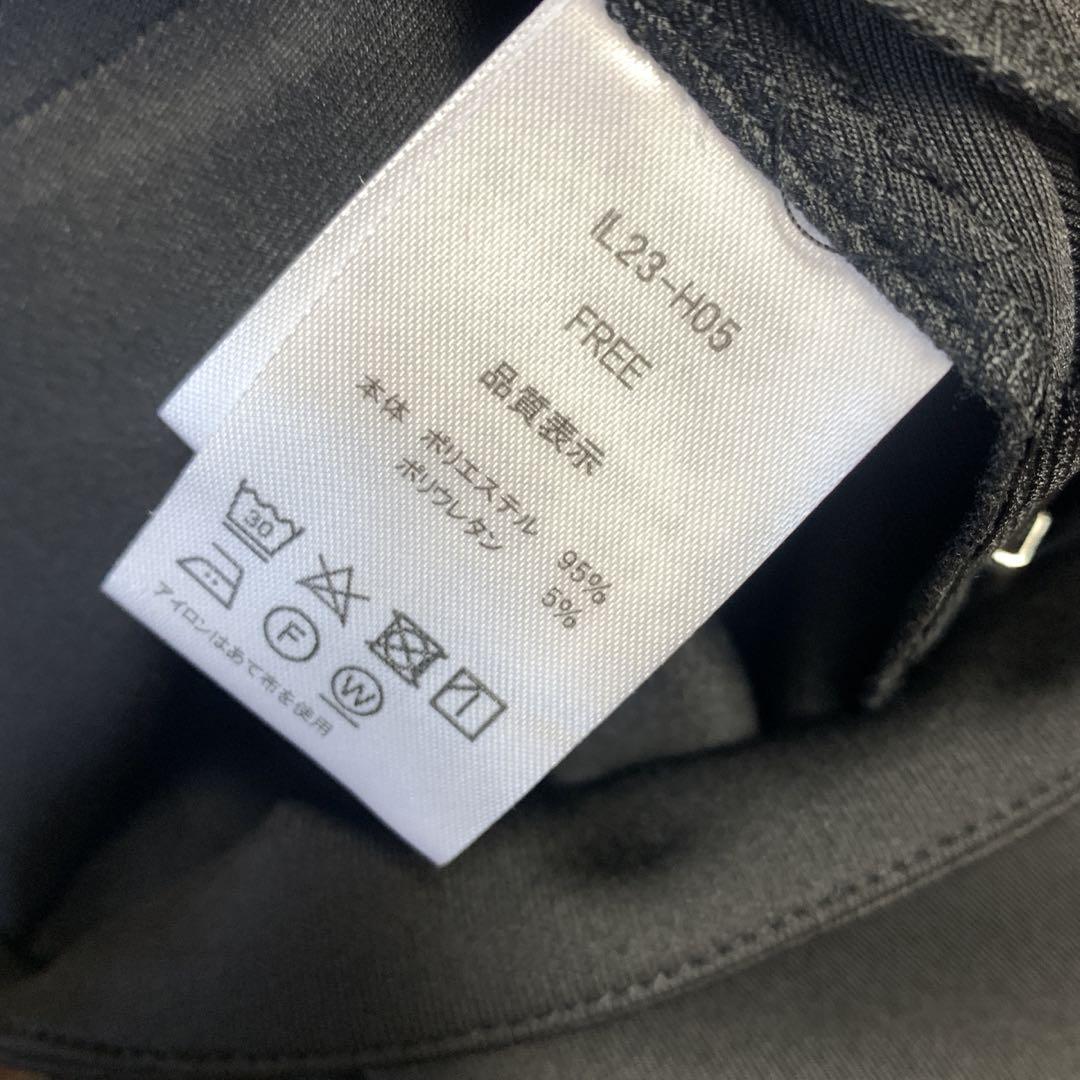 IL23-H05
FREE
品質表示
本体 ポリエステル 95%
ポリウレタン 5%
30
F
W
アイロンはあて布を使用